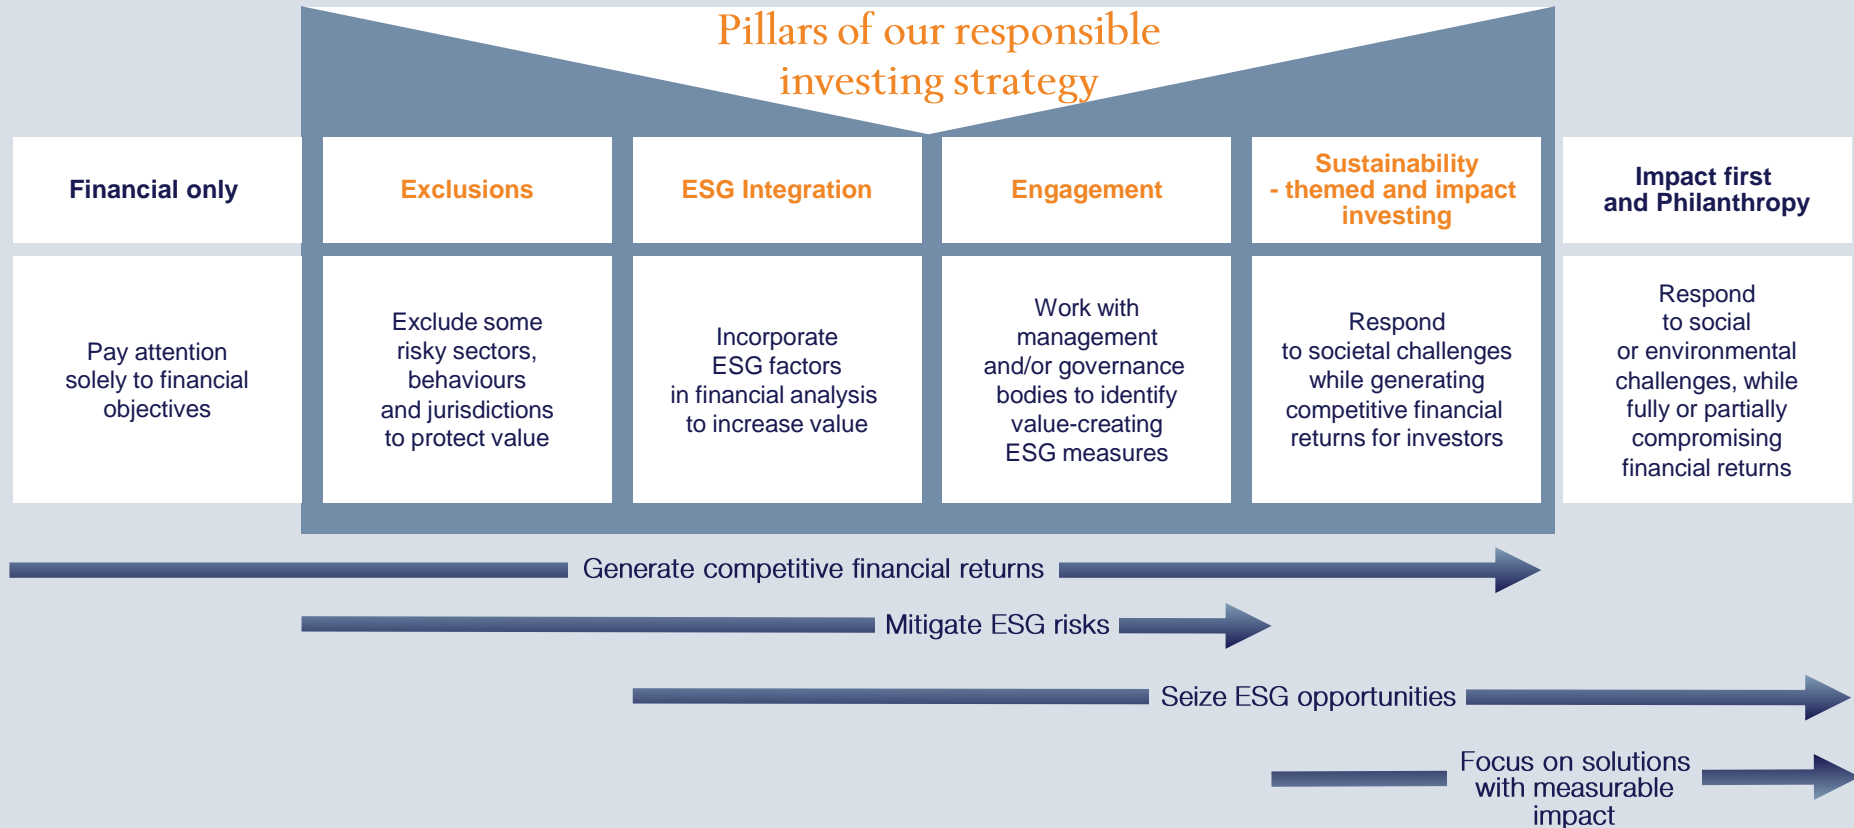 Pillars of our responsible
investing strategy
Financial only
Exclusions
ESG Integration
Engagement
Sustainability
- themed and impact
investing
Impact first
and Philanthropy
Pay attention
solely to financial
objectives
Exclude some
risky sectors,
behaviours
and jurisdictions
to protect value
Incorporate
ESG factors
in financial analysis
to increase value
Work with
management
and/or governance
bodies to identify
value-creating
ESG measures
Respond
to societal challenges
while generating
competitive financial
returns for investors
Respond
to social
or environmental
challenges, while
fully or partially
compromising
financial returns
Generate competitive financial returns
Mitigate ESG risks
Seize ESG opportunities
Focus on solutions
with measurable
impact